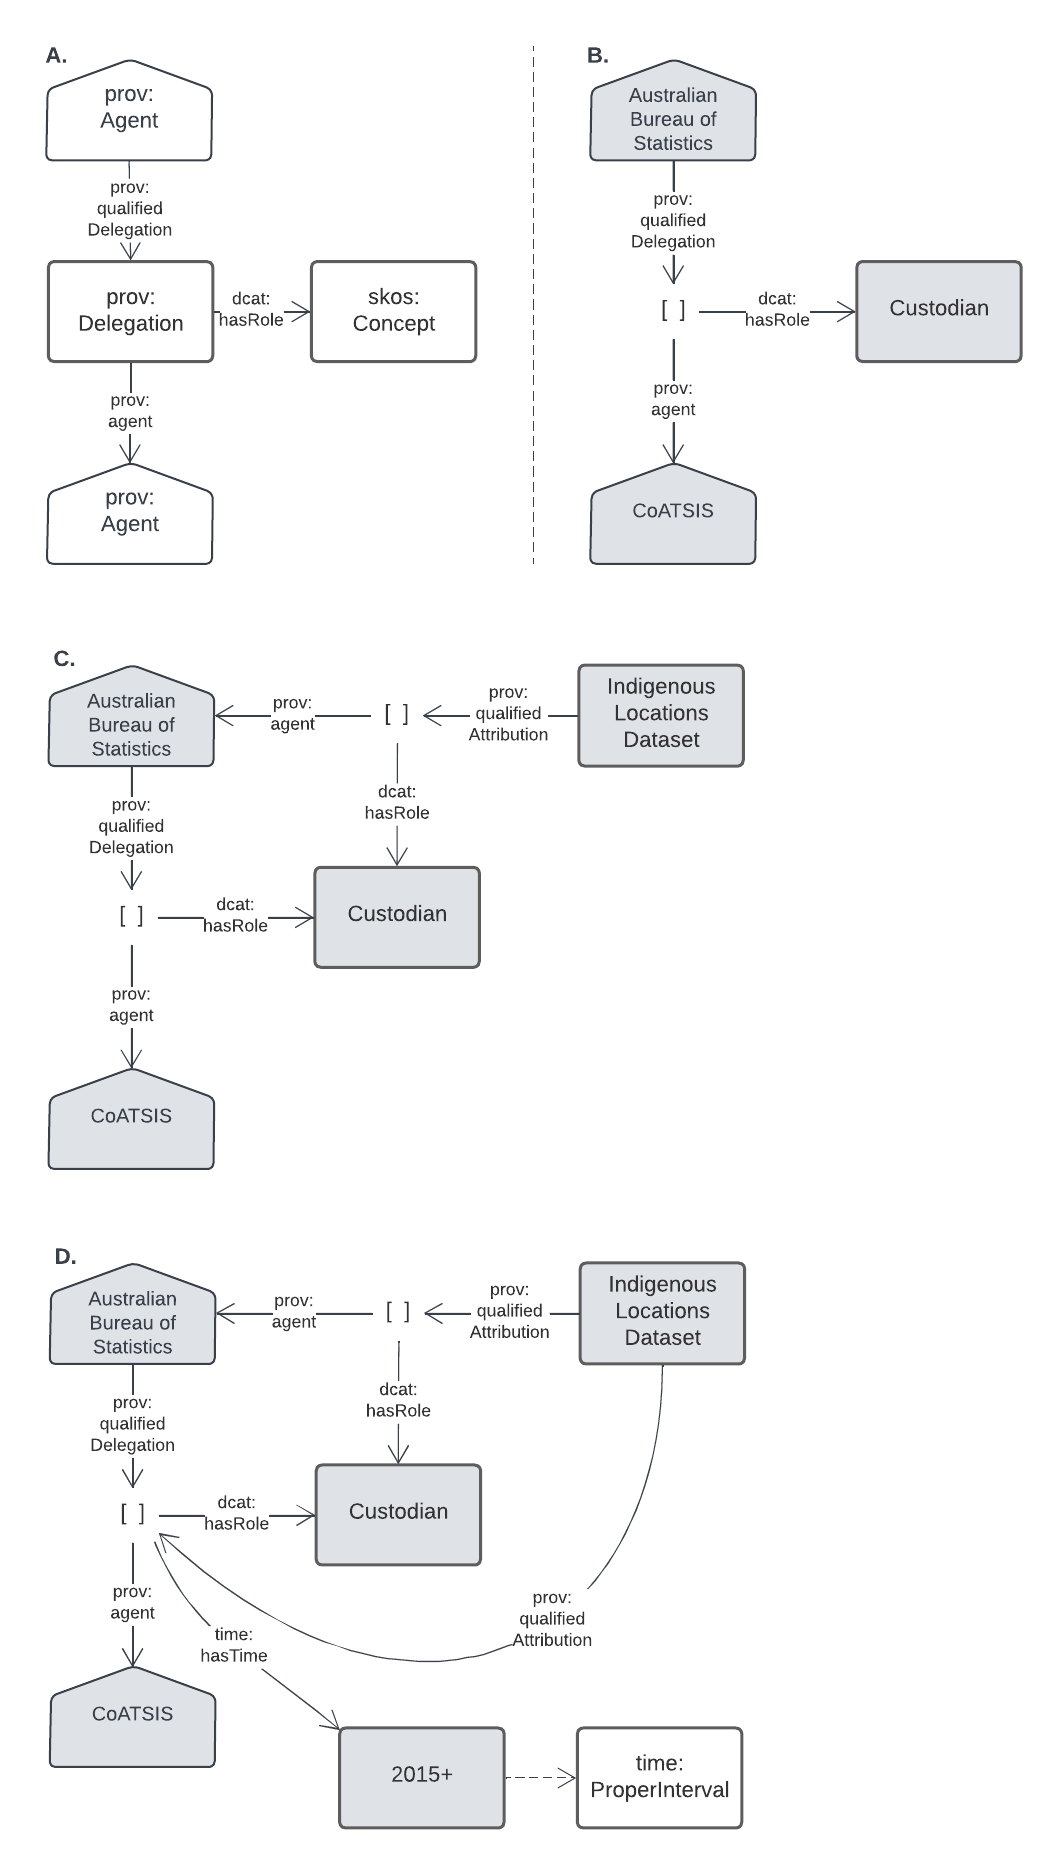 A.
prov:
Agent
prov:
qualified
Delegation
prov:
Delegation
dcat:
hasRole
skos:
Concept
prov:
agent
prov:
Agent
B.
Australian
Bureau of
Statistics
prov:
qualified
Delegation
[ ]
dcat:
hasRole
Custodian
prov:
agent
CoATSIS
C.
Australian
Bureau of
Statistics
prov:
agent
[ ]
prov:
qualified
Attribution
Indigenous
Locations
Dataset
dcat:
hasRole
prov:
qualified
Delegation
[ ]
dcat:
hasRole
Custodian
prov:
agent
CoATSIS
D.
Australian
Bureau of
Statistics
prov:
agent
[ ]
prov:
qualified
Attribution
Indigenous
Locations
Dataset
dcat:
hasRole
prov:
qualified
Delegation
[ ]
dcat:
hasRole
Custodian
prov:
agent
time:
hasTime
prov:
qualified
Attribution
CoATSIS
2015+
time:
ProperInterval